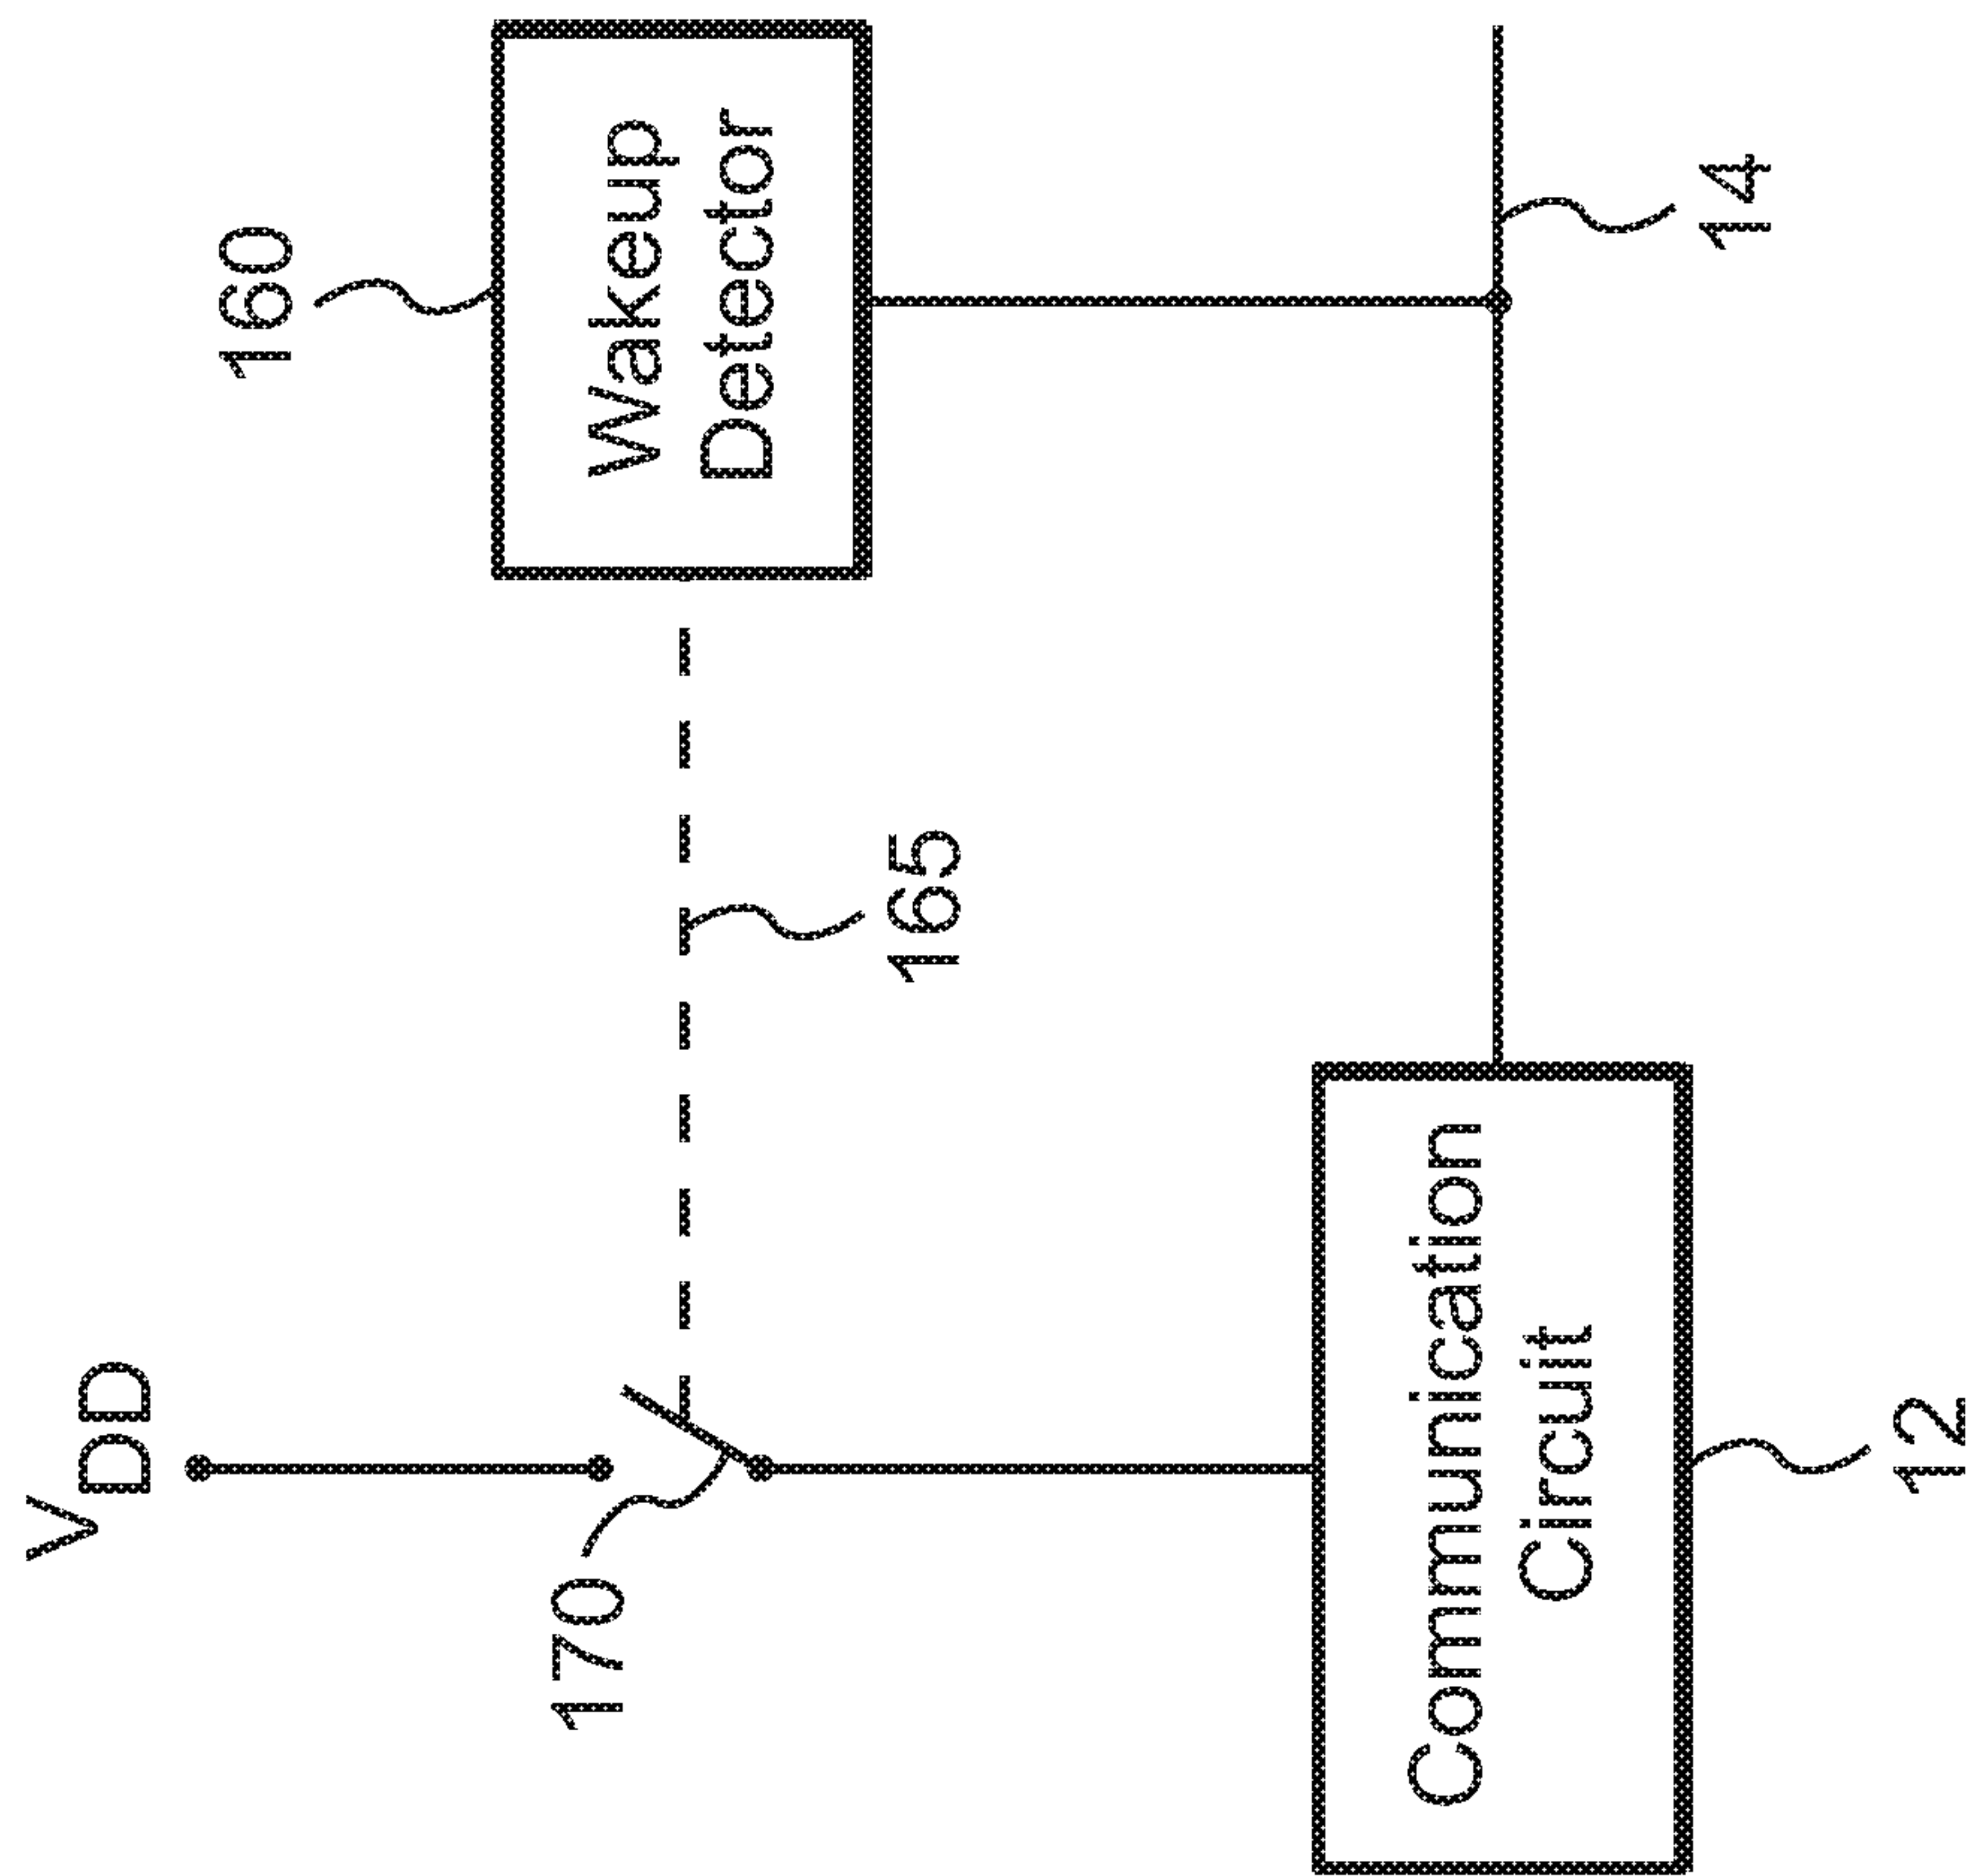 V DD
170
165
160
Wakeup
Detector
Communication
Circuit
12
14